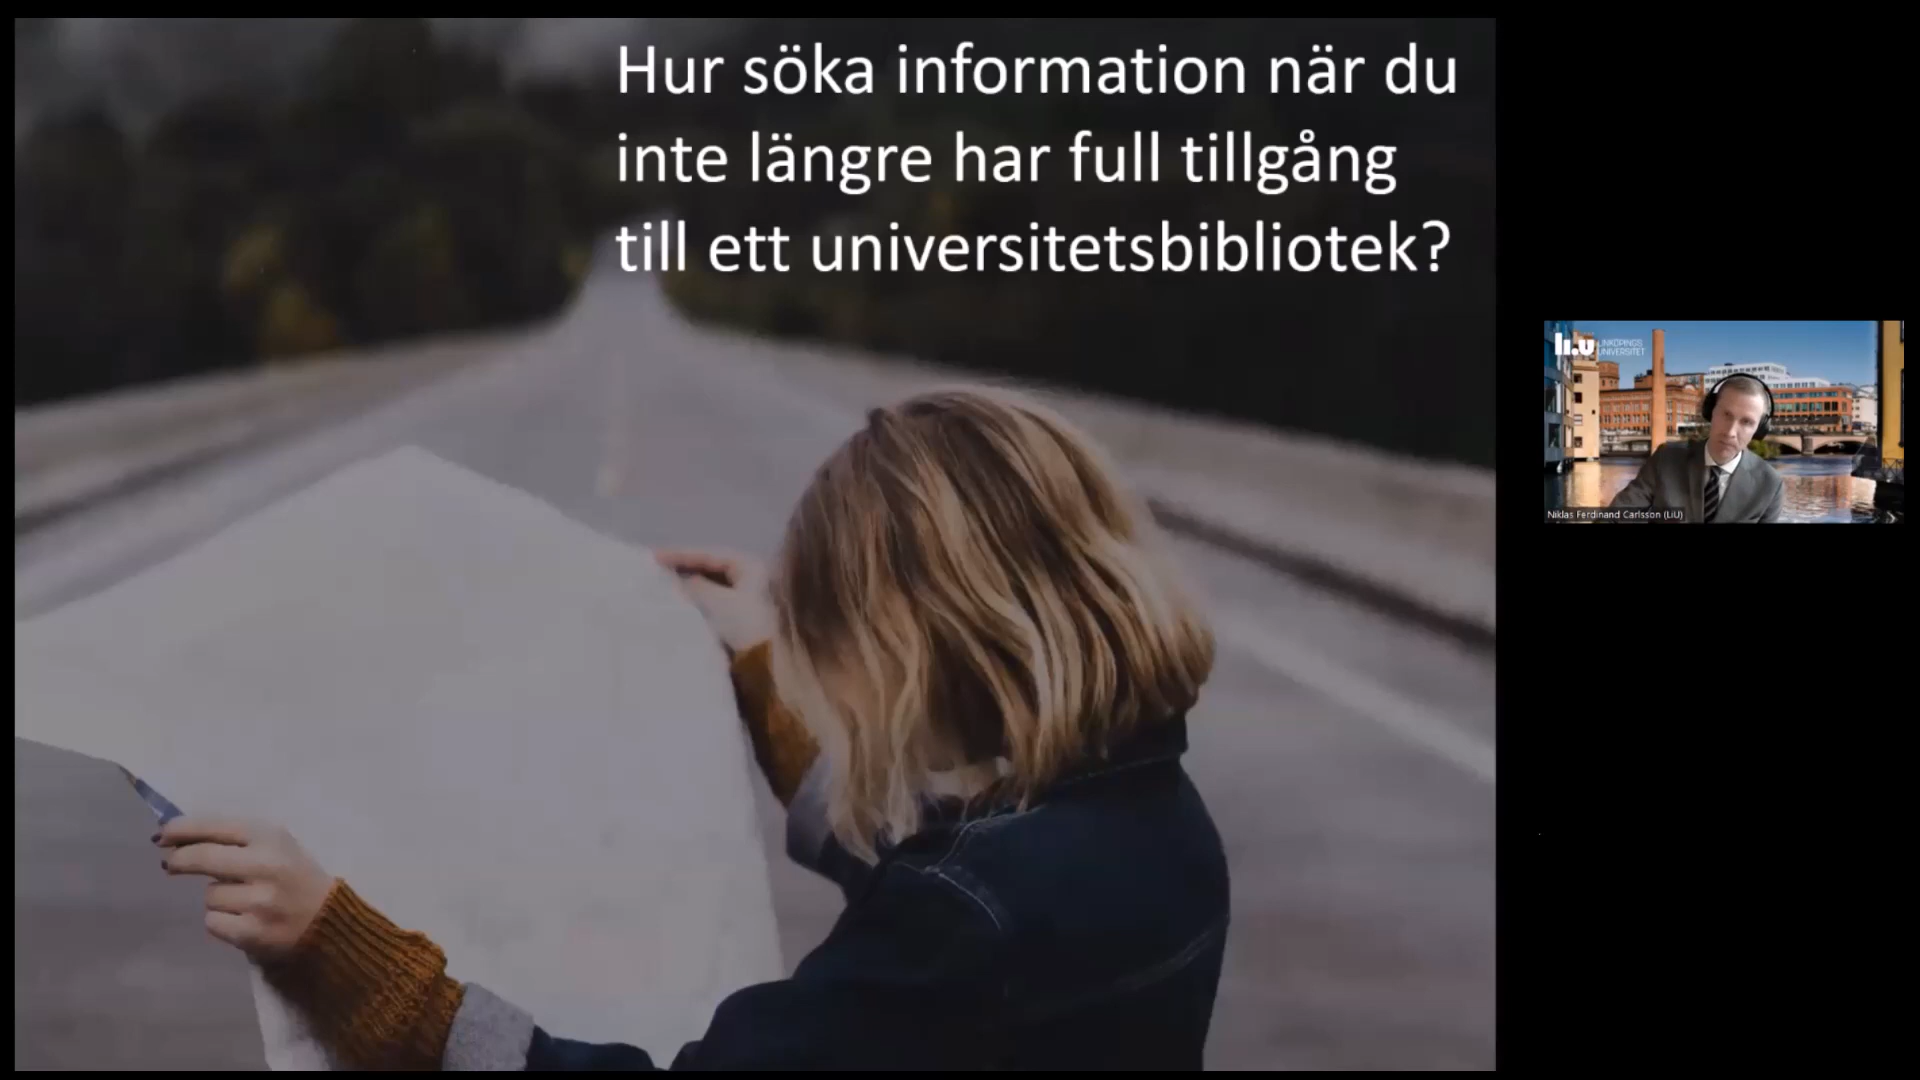 Hur söka information när du
inte längre har full tillgång
till ett universitetsbibliotek?
li.u LINKÖPINGS
UNIVERSITET
Niklas Ferdinand Carlsson (LiU)